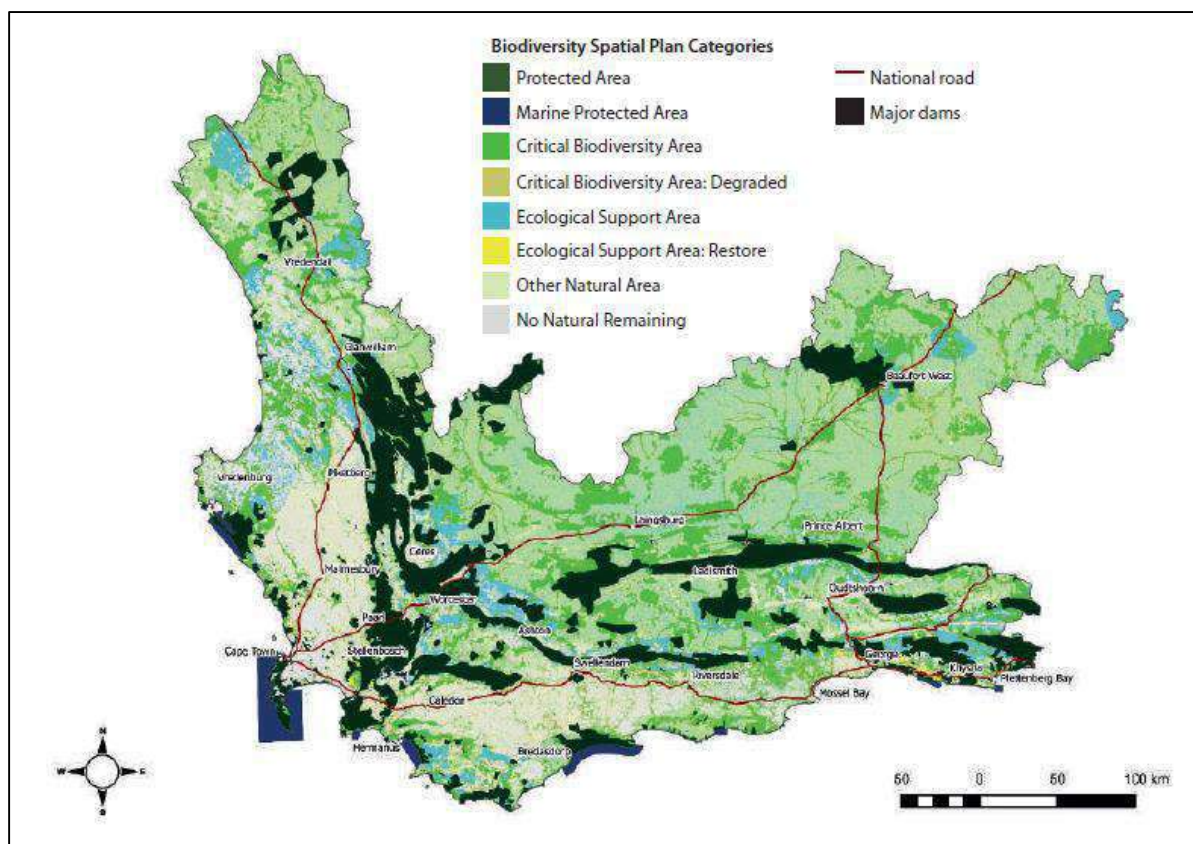 Biodiversity Spatial Plan Categories
Protected Area
Marine Protected Area
Critical Biodiversity Area
Critical Biodiversity Area: Degraded
Ecological Support Area
Ecological Support Area: Restore
Other Natural Area
No Natural Remaining
National road
Major dams
Vredendal
Clanwilliam
Beaufort West
Piketberg
Vredenburg
Laingsburg
Prince Albert
Ceres
Malmesbury
Ladismith
Oudtshoorn
Worcester
Paarl
Ashton
Cape Town
Stellenbosch
Swellendam
George
Knysna
Riversdale
Plettenberg Bay
Mossel Bay
Caledon
Hermanus
Bredasdorp
N
W E
S
50 0 50 100 km